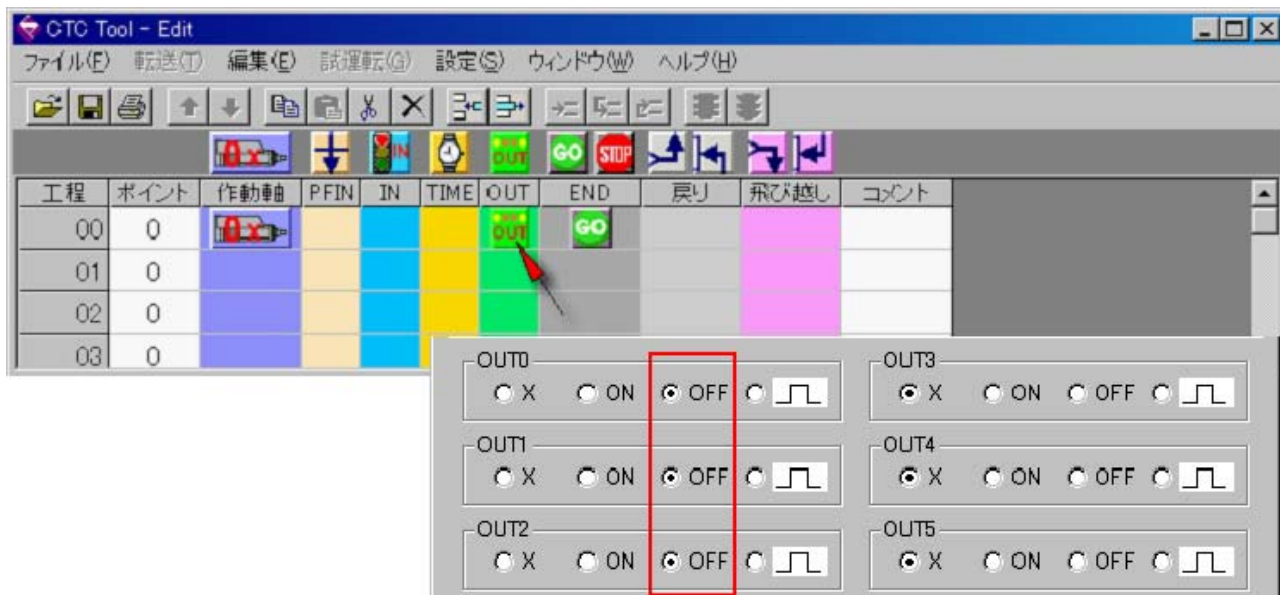 CTC Tool - Edit
ファイル(F) 転送(T) 編集(E) 試運転(G) 設定(S) ウィンドウ(W) ヘルプ(H)
IN OUT GO STOP
工程 ポイント 作動軸 PFIN IN TIME OUT END 戻り 飛び越し コメント
00 0 OUT GO
01 0
02 0
03 0
OUT0 OUT3
X ON OFF X ON OFF
OUT1 OUT4
X ON OFF X ON OFF
OUT2 OUT5
X ON OFF X ON OFF